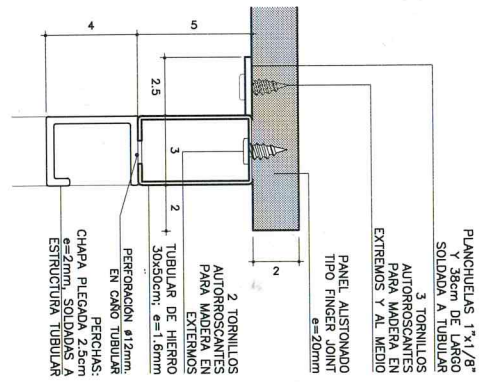 PLANCHUELAS 1"x1/8"
Y 38cm DE LARGO
SOLDADA A TUBULAR
3 TORNILLOS
AUTORROSCANTES
PARA MADERA EN
EXTREMOS Y AL MEDIO
PANEL ALISTONADO
TIPO FINGER JOINT
e=20mm
2 TORNILLOS
AUTORROSCANTES
PARA MADERA EN
EXTERMOS
TUBULAR DE HIERRO
30x50cm; e=1.6mm
PERFORACIÓN ø12mm.
EN CAÑO TUBULAR
PERCHAS:
CHAPA PLEGADA 2.5cm
e=2mm, SOLDADAS A
ESTRUCTURA TUBULAR
4
5
2.5
3
2
2